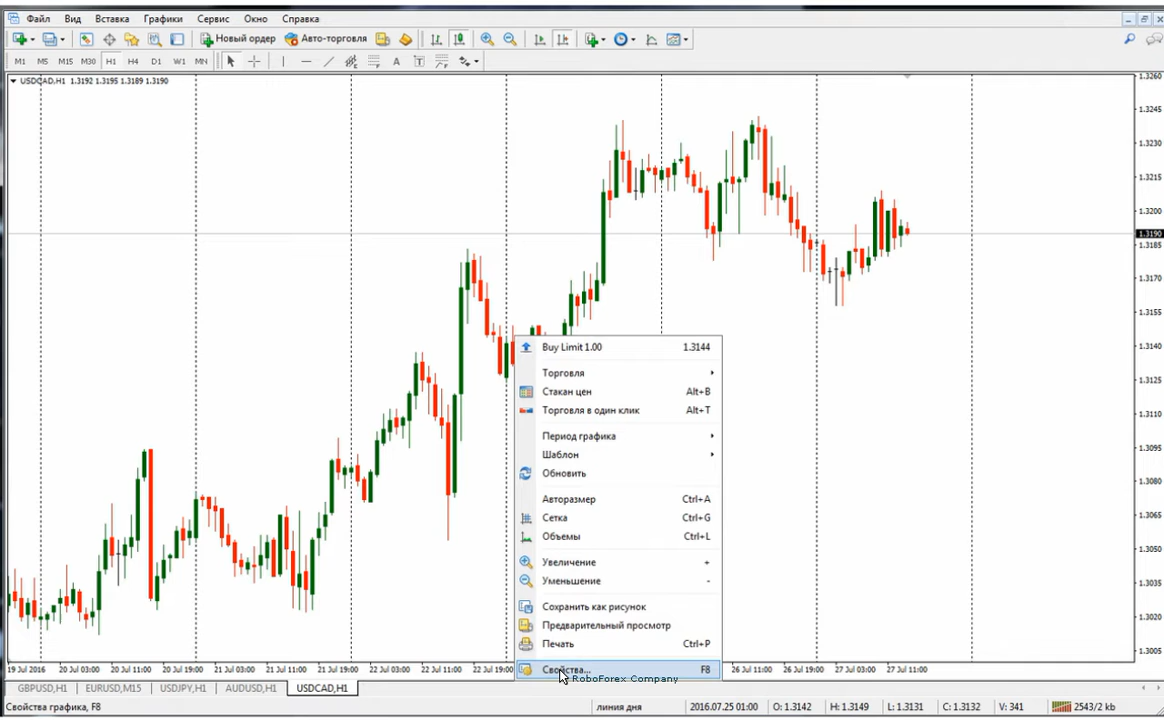 Файл Вид Вставка Графики Сервис Окно Справка
Новый ордер Авто-торговля
M1 M5 M15 M30 H1 H4 D1 W1 MN A T
USDCAD,H1 1.3192 1.3195 1.3189 1.3190
1.3260
1.3245
1.3230
1.3215
1.3200
1.3190
1.3185
1.3170
1.3155
1.3140
1.3125
1.3110
1.3095
1.3080
1.3065
1.3050
1.3035
1.3020
1.3005
Buy Limit 1.00 1.3144
Торговля
Стакан цен Alt+B
Торговля в один клик Alt+T
Период графика
Шаблон
Обновить
Авторазмер Ctrl+A
Сетка Ctrl+G
Объемы Ctrl+L
Увеличение +
Уменьшение -
Сохранить как рисунок
Предварительный просмотр
Печать Ctrl+P
Свойства... F8
RoboForex Company
19 Jul 2016 20 Jul 03:00 20 Jul 11:00 20 Jul 19:00 21 Jul 03:00 21 Jul 11:00 21 Jul 19:00 22 Jul 03:00 22 Jul 11:00 22 Jul 19:00 26 Jul 11:00 26 Jul 19:00 27 Jul 03:00 27 Jul 11:00
GBPUSD,H1 EURUSD,M15 USDJPY,H1 AUDUSD,H1 USDCAD,H1
Свойства графика, F8 линия дня 2016.07.25 01:00 O: 1.3142 H: 1.3149 L: 1.3131 C: 1.3132 V: 341 2543/2 kb